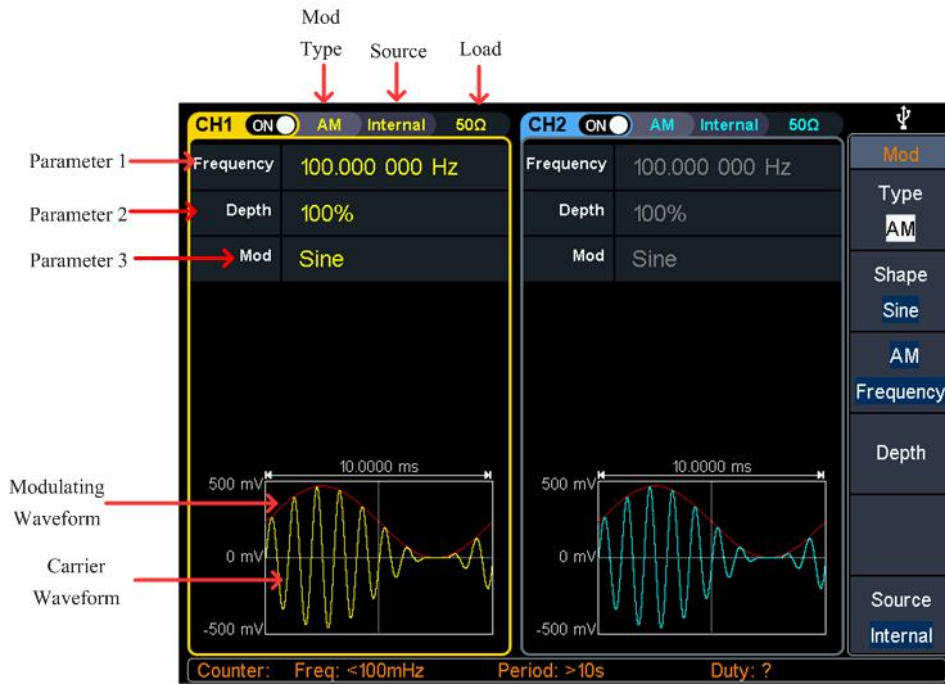 Mod
Type
Source
Load
CH1 ON AM Internal 50Ω
CH2 ON AM Internal 50Ω
Parameter 1
Frequency 100.000 000 Hz
Parameter 2
Depth 100%
Parameter 3
Mod Sine
Frequency 100.000 000 Hz
Depth 100%
Mod Sine
Mod
Type
AM
Shape
Sine
AM
Frequency
Depth
Source
Internal
Modulating
Waveform
Carrier
Waveform
10.0000 ms
500 mV
0 mV
-500 mV
10.0000 ms
500 mV
0 mV
-500 mV
Counter: Freq: <100mHz Period: >10s Duty: ?